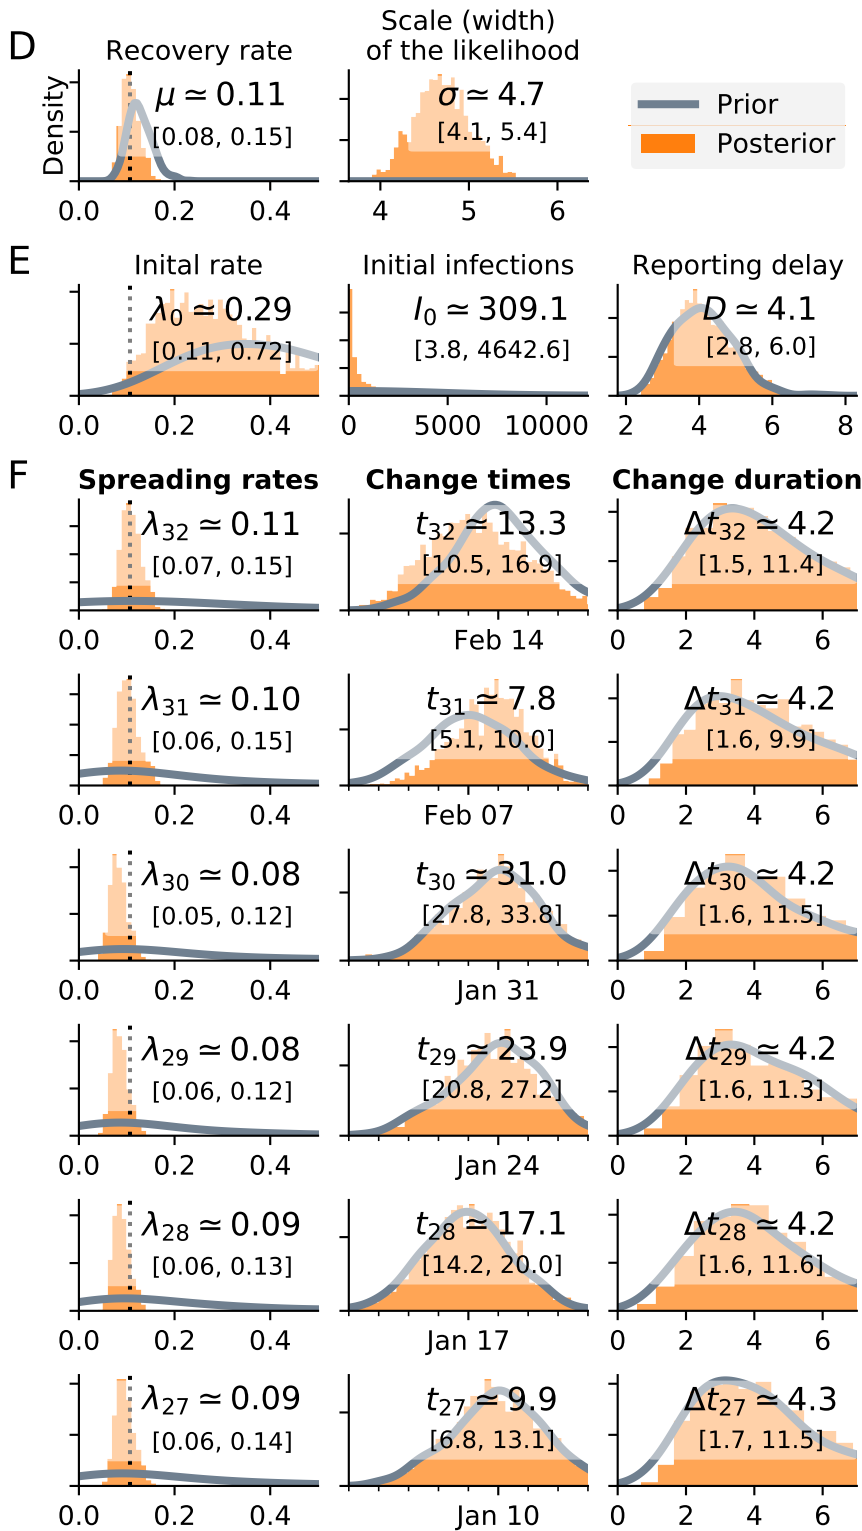 D
Recovery rate
Scale (width)
of the likelihood
Density
μ ≃ 0.11
[0.08, 0.15]
0.0 0.2 0.4
σ ≃ 4.7
[4.1, 5.4]
4 5 6
Prior
Posterior
E
Inital rate
λ0 ≃ 0.29
[0.11, 0.72]
0.0 0.2 0.4
Initial infections
I0 ≃ 309.1
[3.8, 4642.6]
0 5000 10000
Reporting delay
D ≃ 4.1
[2.8, 6.0]
2 4 6 8
F
Spreading rates Change times Change duration
λ32 ≃ 0.11
[0.07, 0.15]
0.0 0.2 0.4
t32 ≃ 13.3
[10.5, 16.9]
Feb 14
Δt32 ≃ 4.2
[1.5, 11.4]
0 2 4 6
λ31 ≃ 0.10
[0.06, 0.15]
0.0 0.2 0.4
t31 ≃ 7.8
[5.1, 10.0]
Feb 07
Δt31 ≃ 4.2
[1.6, 9.9]
0 2 4 6
λ30 ≃ 0.08
[0.05, 0.12]
0.0 0.2 0.4
t30 ≃ 31.0
[27.8, 33.8]
Jan 31
Δt30 ≃ 4.2
[1.6, 11.5]
0 2 4 6
λ29 ≃ 0.08
[0.06, 0.12]
0.0 0.2 0.4
t29 ≃ 23.9
[20.8, 27.2]
Jan 24
Δt29 ≃ 4.2
[1.6, 11.3]
0 2 4 6
λ28 ≃ 0.09
[0.06, 0.13]
0.0 0.2 0.4
t28 ≃ 17.1
[14.2, 20.0]
Jan 17
Δt28 ≃ 4.2
[1.6, 11.6]
0 2 4 6
λ27 ≃ 0.09
[0.06, 0.14]
0.0 0.2 0.4
t27 ≃ 9.9
[6.8, 13.1]
Jan 10
Δt27 ≃ 4.3
[1.7, 11.5]
0 2 4 6